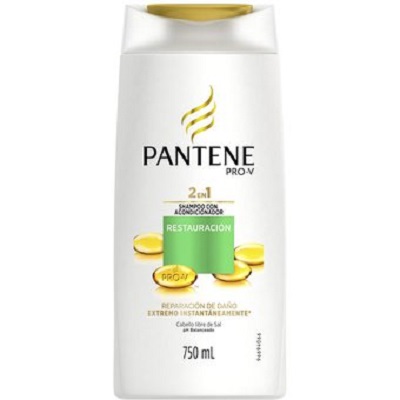 PANTENE
PRO-V
2 en 1
SHAMPOO CON
ACONDICIONADOR
RESTAURACIÓN
PRO-V
REPARACIÓN DE DAÑO
EXTREMO INSTANTÁNEAMENTE*
Cabello libre de Sal
pH Balanceado
750 mL